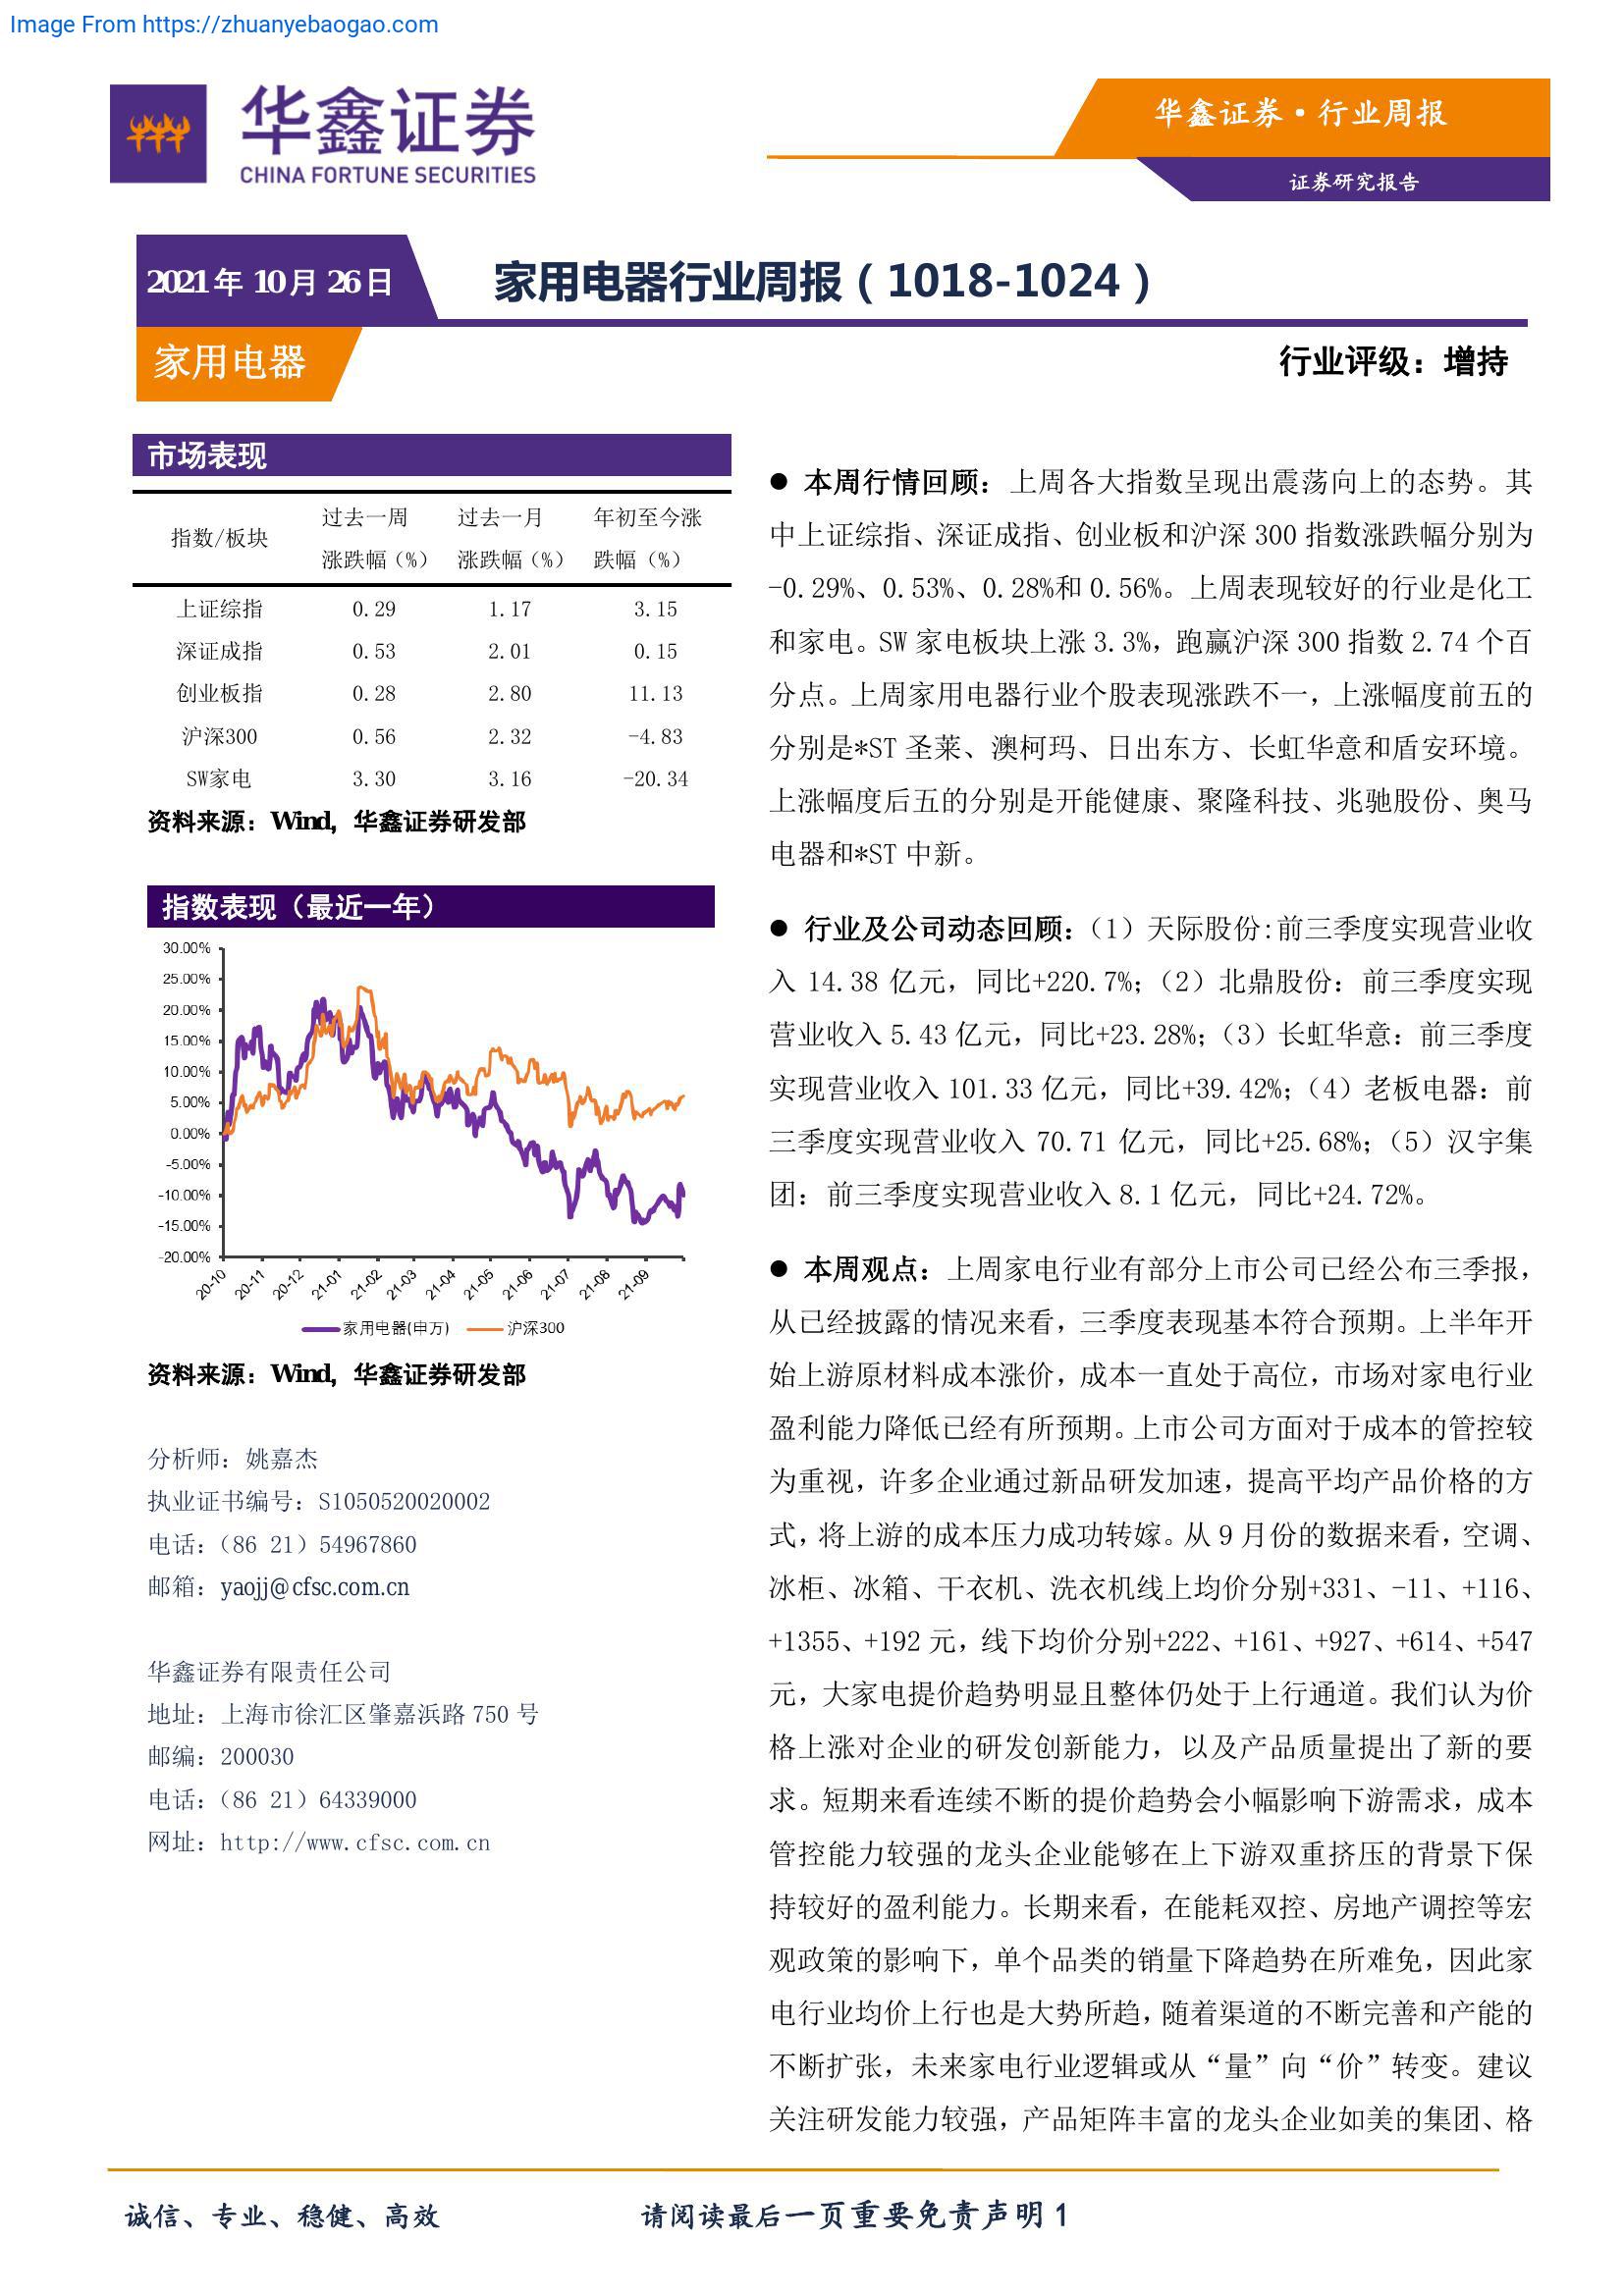 Image From https://zhuanyebaogao.com
华鑫证券
CHINA FORTUNE SECURITIES
华鑫证券·行业周报
证券研究报告
2021年 10月 26日
家用电器行业周报（1018-1024）
家用电器
行业评级：增持
市场表现
指数/板块 过去一周涨跌幅（%） 过去一月涨跌幅（%） 年初至今涨跌幅（%）
上证综指 0.29 1.17 3.15
深证成指 0.53 2.01 0.15
创业板指 0.28 2.80 11.13
沪深300 0.56 2.32 -4.83
SW家电 3.30 3.16 -20.34
资料来源：Wind，华鑫证券研发部
指数表现（最近一年）
30.00%
25.00%
20.00%
15.00%
10.00%
5.00%
0.00%
-5.00%
-10.00%
-15.00%
-20.00%
20-10 20-11 20-12 21-01 21-02 21-03 21-04 21-05 21-06 21-07 21-08 21-09
家用电器(申万) 沪深300
资料来源：Wind，华鑫证券研发部
分析师：姚嘉杰
执业证书编号：S1050520020002
电话：（86 21）54967860
邮箱：yaojj@cfsc.com.cn
华鑫证券有限责任公司
地址：上海市徐汇区肇嘉浜路 750 号
邮编：200030
电话：（86 21）64339000
网址：http://www.cfsc.com.cn
● 本周行情回顾：上周各大指数呈现出震荡向上的态势。其
中上证综指、深证成指、创业板和沪深 300 指数涨跌幅分别为
-0.29%、0.53%、0.28%和 0.56%。上周表现较好的行业是化工
和家电。SW 家电板块上涨 3.3%，跑赢沪深 300 指数 2.74 个百
分点。上周家用电器行业个股表现涨跌不一，上涨幅度前五的
分别是*ST 圣莱、澳柯玛、日出东方、长虹华意和盾安环境。
上涨幅度后五的分别是开能健康、聚隆科技、兆驰股份、奥马
电器和*ST 中新。
● 行业及公司动态回顾：（1）天际股份:前三季度实现营业收
入 14.38 亿元，同比+220.7%；（2）北鼎股份：前三季度实现
营业收入 5.43 亿元，同比+23.28%；（3）长虹华意：前三季度
实现营业收入 101.33 亿元，同比+39.42%；（4）老板电器：前
三季度实现营业收入 70.71 亿元，同比+25.68%；（5）汉宇集
团：前三季度实现营业收入 8.1 亿元，同比+24.72%。
● 本周观点：上周家电行业有部分上市公司已经公布三季报，
从已经披露的情况来看，三季度表现基本符合预期。上半年开
始上游原材料成本涨价，成本一直处于高位，市场对家电行业
盈利能力降低已经有所预期。上市公司方面对于成本的管控较
为重视，许多企业通过新品研发加速，提高平均产品价格的方
式，将上游的成本压力成功转嫁。从 9 月份的数据来看，空调、
冰柜、冰箱、干衣机、洗衣机线上均价分别+331、-11、+116、
+1355、+192 元，线下均价分别+222、+161、+927、+614、+547
元，大家电提价趋势明显且整体仍处于上行通道。我们认为价
格上涨对企业的研发创新能力，以及产品质量提出了新的要
求。短期来看连续不断的提价趋势会小幅影响下游需求，成本
管控能力较强的龙头企业能够在上下游双重挤压的背景下保
持较好的盈利能力。长期来看，在能耗双控、房地产调控等宏
观政策的影响下，单个品类的销量下降趋势在所难免，因此家
电行业均价上行也是大势所趋，随着渠道的不断完善和产能的
不断扩张，未来家电行业逻辑或从“量”向“价”转变。建议
关注研发能力较强，产品矩阵丰富的龙头企业如美的集团、格
诚信、专业、稳健、高效
请阅读最后一页重要免责声明 1